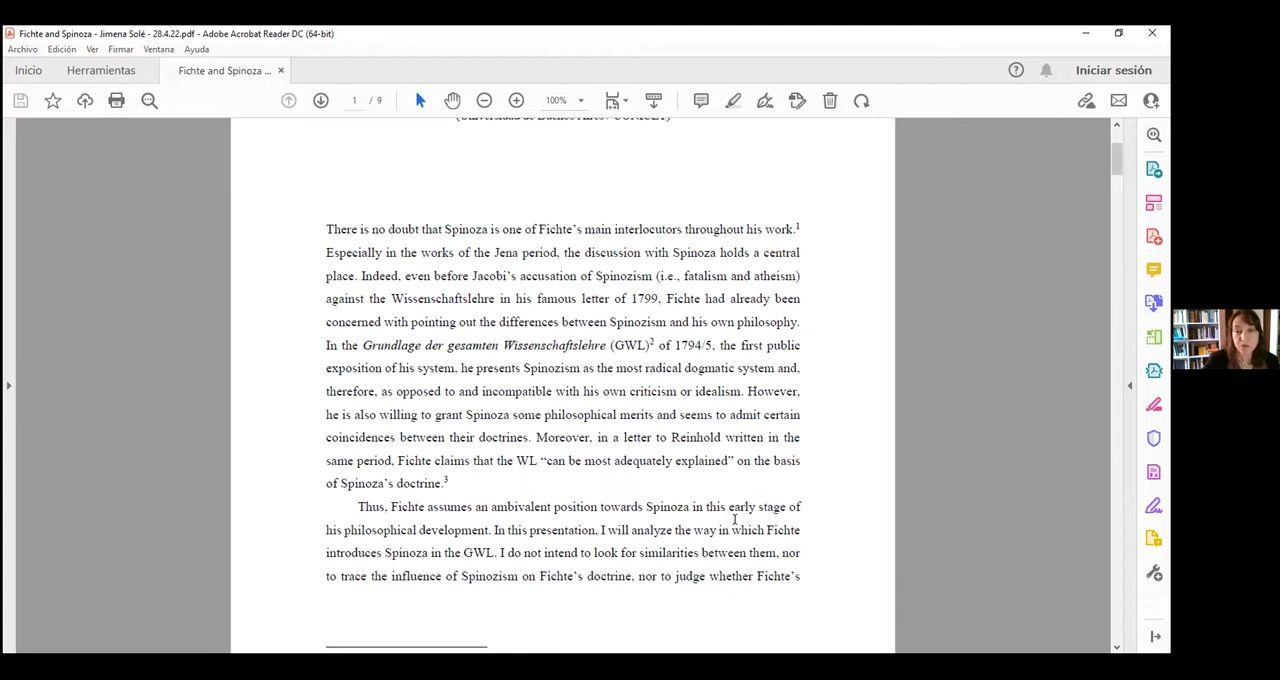 Fichte and Spinoza - Jimena Solé - 28.4.22.pdf - Adobe Acrobat Reader DC (64-bit)
Archivo Edición Ver Firmar Ventana Ayuda
Inicio Herramientas Fichte and Spinoza ... × Iniciar sesión
1 / 9 100%
(Universidad de Buenos Aires / CONICET)
There is no doubt that Spinoza is one of Fichte's main interlocutors throughout his work.1
Especially in the works of the Jena period, the discussion with Spinoza holds a central
place. Indeed, even before Jacobi's accusation of Spinozism (i.e., fatalism and atheism)
against the Wissenschaftslehre in his famous letter of 1799, Fichte had already been
concerned with pointing out the differences between Spinozism and his own philosophy.
In the Grundlage der gesamten Wissenschaftslehre (GWL)2 of 1794/5, the first public
exposition of his system, he presents Spinozism as the most radical dogmatic system and,
therefore, as opposed to and incompatible with his own criticism or idealism. However,
he is also willing to grant Spinoza some philosophical merits and seems to admit certain
coincidences between their doctrines. Moreover, in a letter to Reinhold written in the
same period, Fichte claims that the WL “can be most adequately explained” on the basis
of Spinoza's doctrine.3
Thus, Fichte assumes an ambivalent position towards Spinoza in this early stage of
his philosophical development. In this presentation, I will analyze the way in which Fichte
introduces Spinoza in the GWL. I do not intend to look for similarities between them, nor
to trace the influence of Spinozism on Fichte's doctrine, nor to judge whether Fichte's